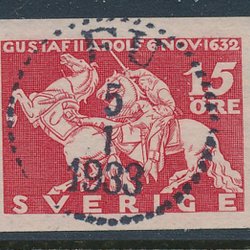 GUSTAF II ADOLF 6 NOV 1632
15
ÖRE
5
1
1933
SVERIGE